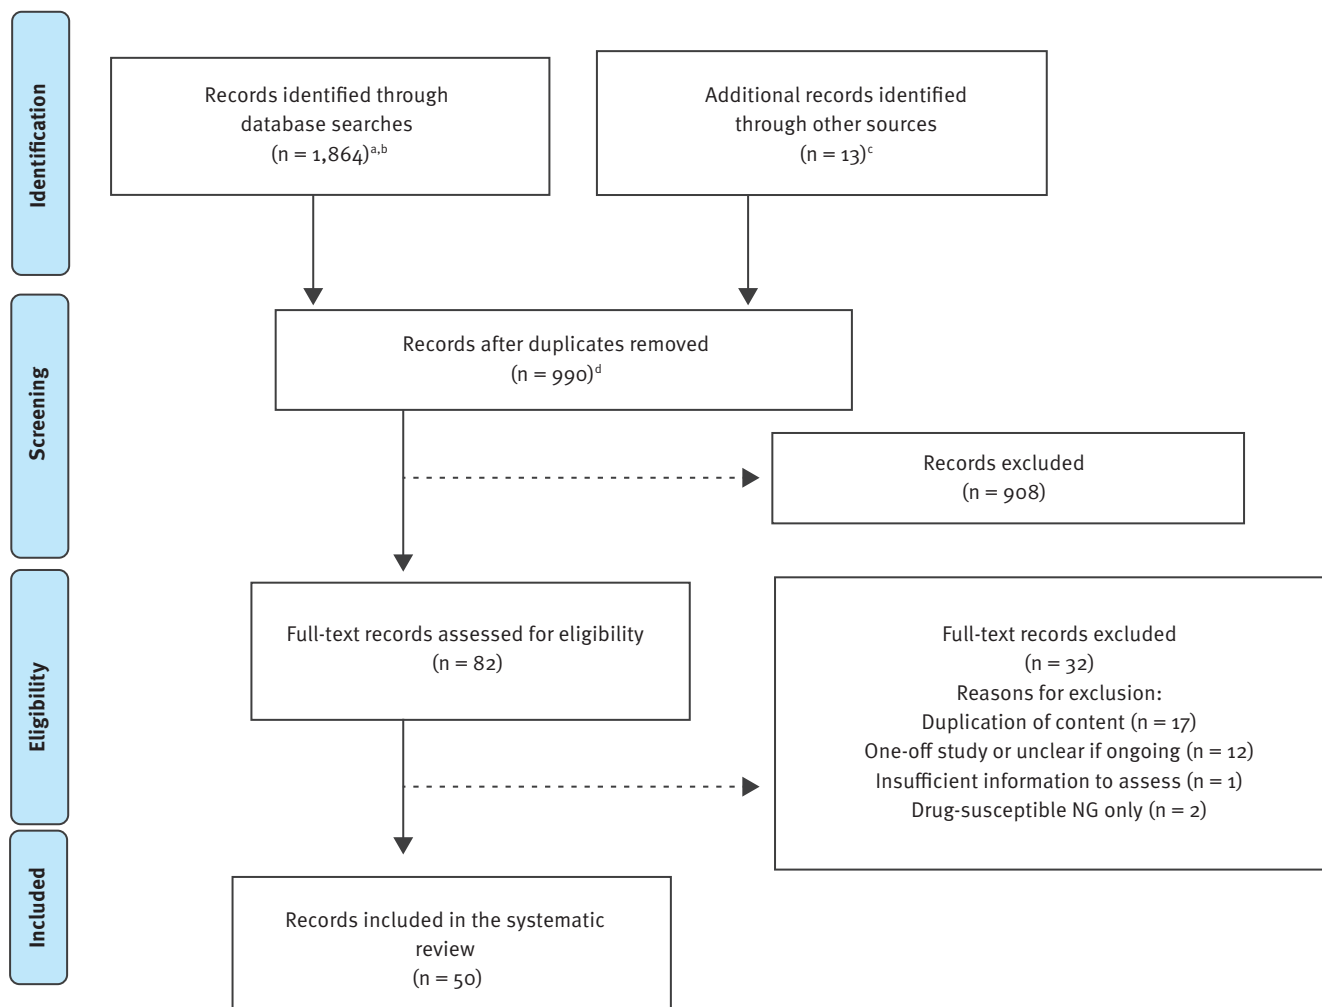 Identification
Records identified through
database searches
(n = 1,864)a,b
Additional records identified
through other sources
(n = 13)c
Screening
Records after duplicates removed
(n = 990)d
Records excluded
(n = 908)
Eligibility
Full-text records assessed for eligibility
(n = 82)
Full-text records excluded
(n = 32)
Reasons for exclusion:
Duplication of content (n = 17)
One-off study or unclear if ongoing (n = 12)
Insufficient information to assess (n = 1)
Drug-susceptible NG only (n = 2)
Included
Records included in the systematic
review
(n = 50)